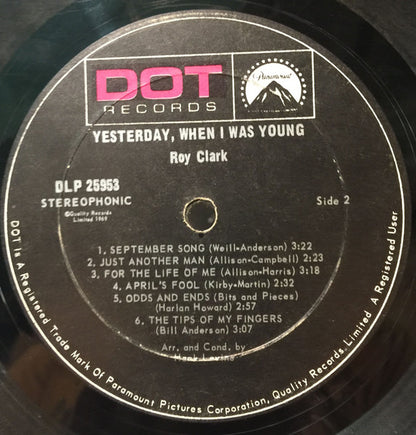 DOT
RECORDS
Paramount
YESTERDAY, WHEN I WAS YOUNG
Roy Clark
DLP 25953
STEREOPHONIC
©Quality Records
Limited 1969
Side 2
1. SEPTEMBER SONG (Weill-Anderson) 3:22
2. JUST ANOTHER MAN (Allison-Campbell) 2:23
3. FOR THE LIFE OF ME (Allison-Harris) 3:18
4. APRIL'S FOOL (Kirby-Martin) 2:32
5. ODDS AND ENDS (Bits and Pieces)
(Harlan Howard) 2:57
6. THE TIPS OF MY FINGERS
(Bill Anderson) 3:07
Arr. and Cond. by
Hank Levine
DOT Is A Registered Trade Mark Of Paramount Pictures Corporation, Quality Records Limited A Registered User